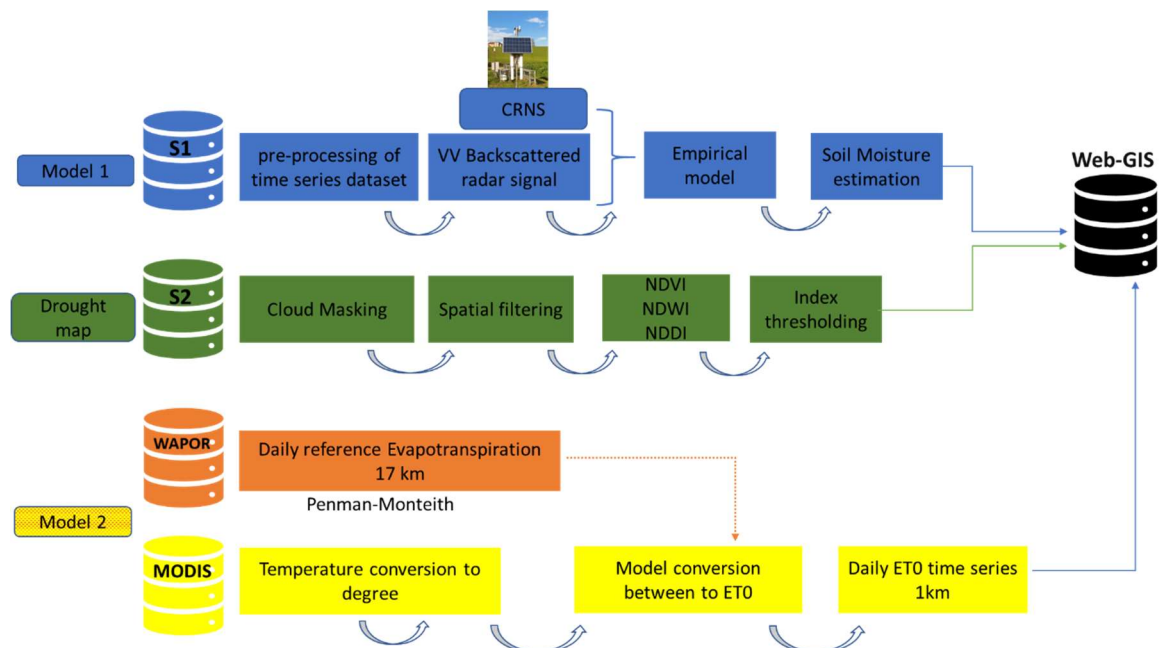 CRNS
Model 1
S1
pre-processing of
time series dataset
VV Backscattered
radar signal
Empirical
model
Soil Moisture
estimation
Web-GIS
Drought
map
S2
Cloud Masking
Spatial filtering
NDVI
NDWI
NDDI
Index
thresholding
WAPOR
Daily reference Evapotranspiration
17 km
Penman-Monteith
Model 2
MODIS
Temperature conversion to
degree
Model conversion
between to ET0
Daily ET0 time series
1km